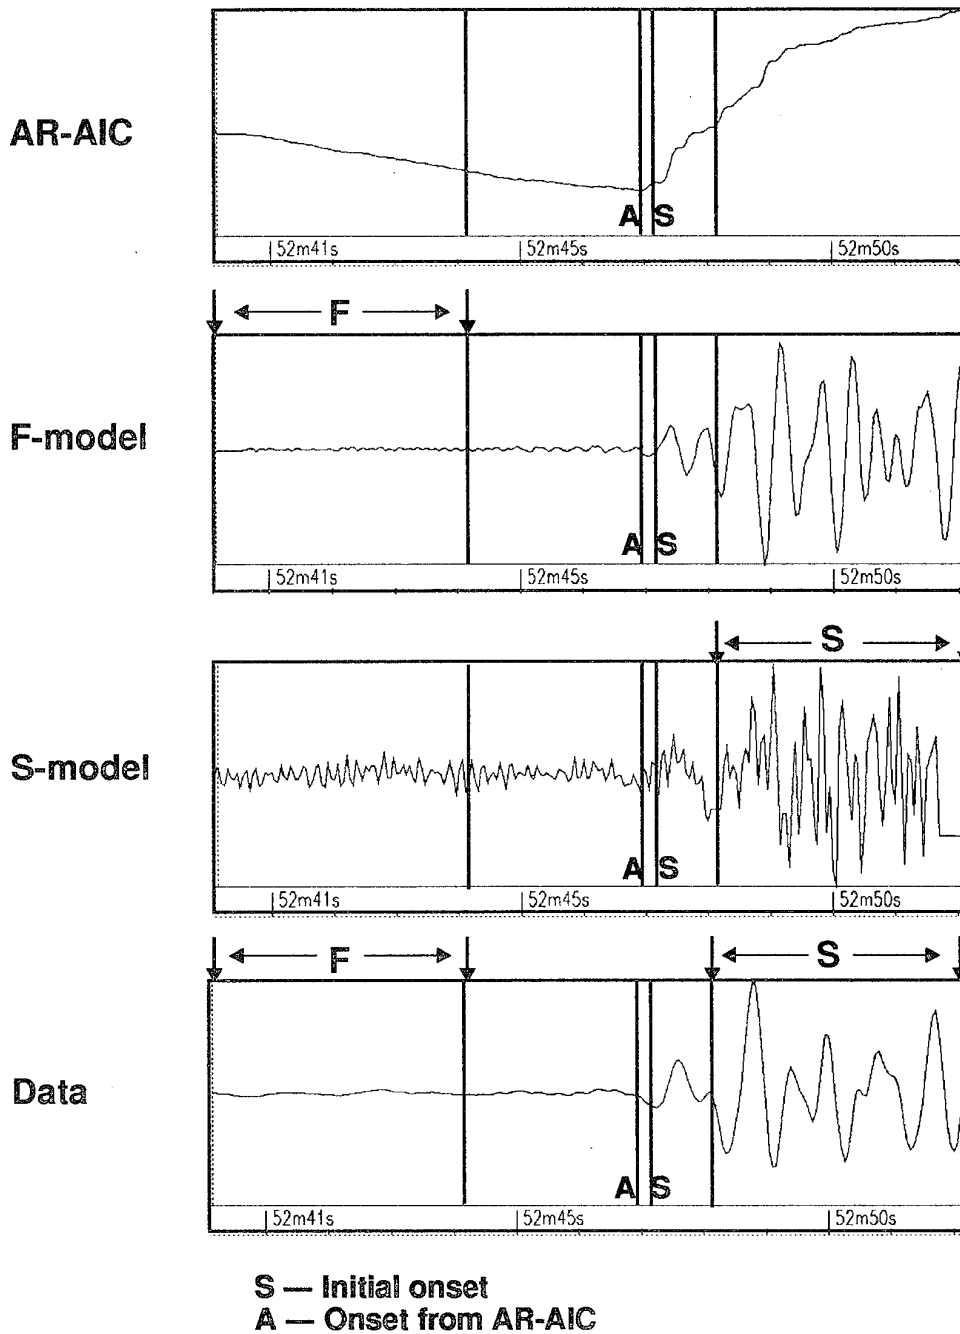 AR-AIC
A S
52m41s 52m45s 52m50s
F
F-model
A S
52m41s 52m45s 52m50s
S
S-model
A S
52m41s 52m45s 52m50s
F S
Data
A S
52m41s 52m45s 52m50s
S — Initial onset
A — Onset from AR-AIC